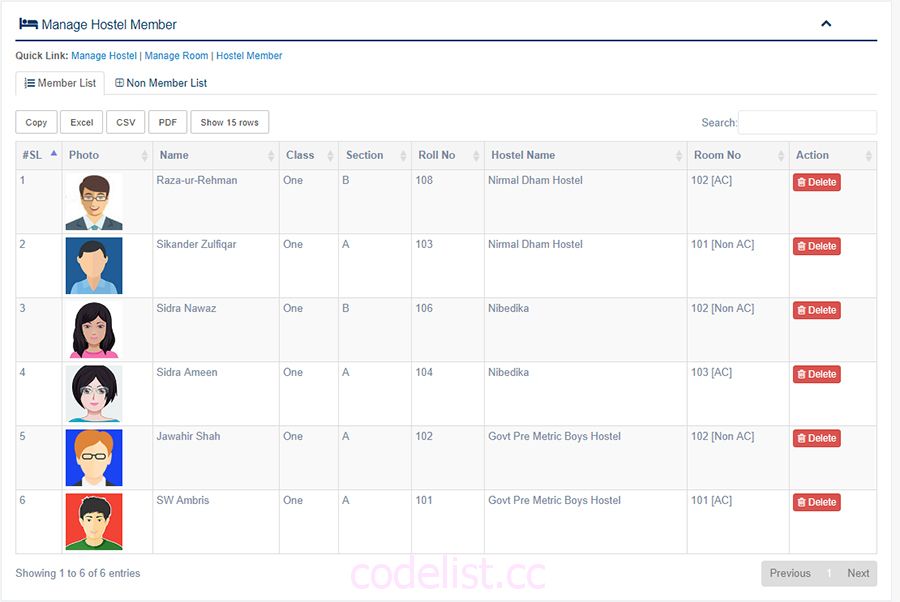 Manage Hostel Member
Quick Link: Manage Hostel | Manage Room | Hostel Member
Member List Non Member List
Copy Excel CSV PDF Show 15 rows Search:
#SL Photo Name Class Section Roll No Hostel Name Room No Action
1 Raza-ur-Rehman One B 108 Nirmal Dham Hostel 102 [AC] Delete
2 Sikander Zulfiqar One A 103 Nirmal Dham Hostel 101 [Non AC] Delete
3 Sidra Nawaz One B 106 Nibedika 102 [Non AC] Delete
4 Sidra Ameen One A 104 Nibedika 103 [AC] Delete
5 Jawahir Shah One A 102 Govt Pre Metric Boys Hostel 102 [Non AC] Delete
6 SW Ambris One A 101 Govt Pre Metric Boys Hostel 101 [AC] Delete
Showing 1 to 6 of 6 entries Previous 1 Next
codelist.cc